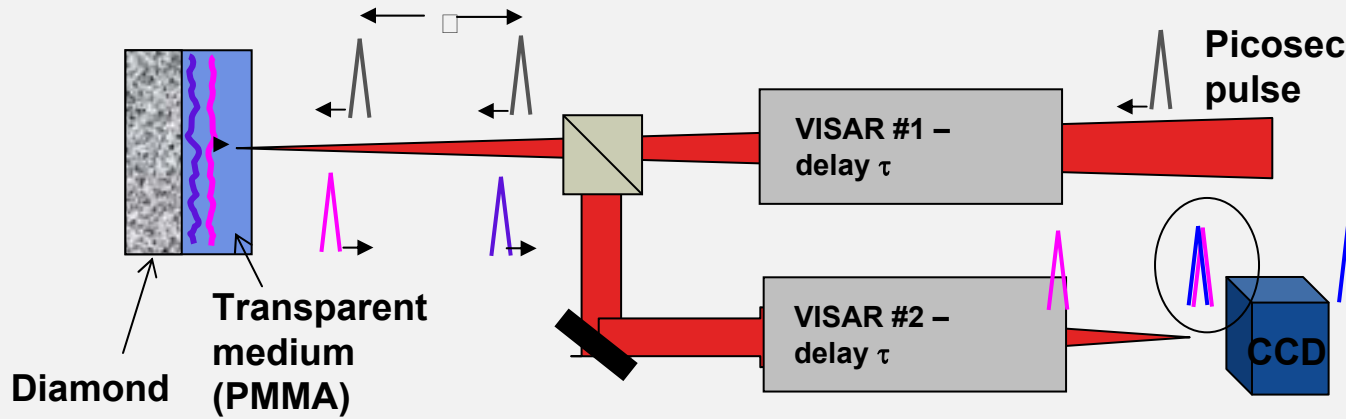 Picosec
pulse
VISAR #1 –
delay τ
VISAR #2 –
delay τ
CCD
Transparent
medium
(PMMA)
Diamond